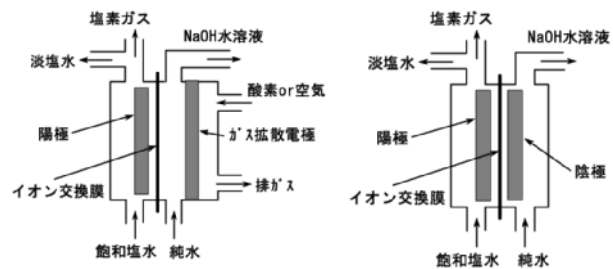 塩素ガス
NaOH水溶液
淡塩水
酸素or空気
陽極
ガス拡散電極
イオン交換膜
排ガス
飽和塩水
純水
塩素ガス
NaOH水溶液
淡塩水
陽極
陰極
イオン交換膜
飽和塩水
純水